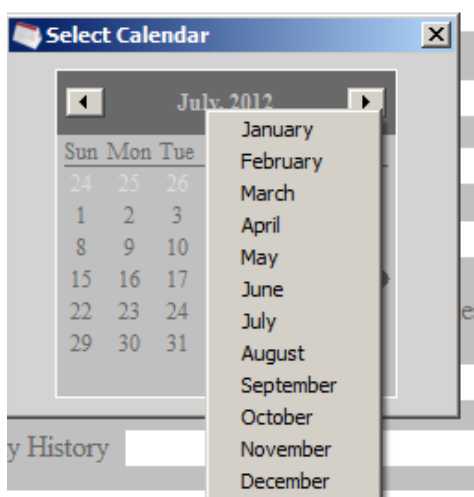 Select Calendar
July, 2012
Sun Mon Tue
24 25 26
1 2 3
8 9 10
15 16 17
22 23 24
29 30 31
January
February
March
April
May
June
July
August
September
October
November
December
y History